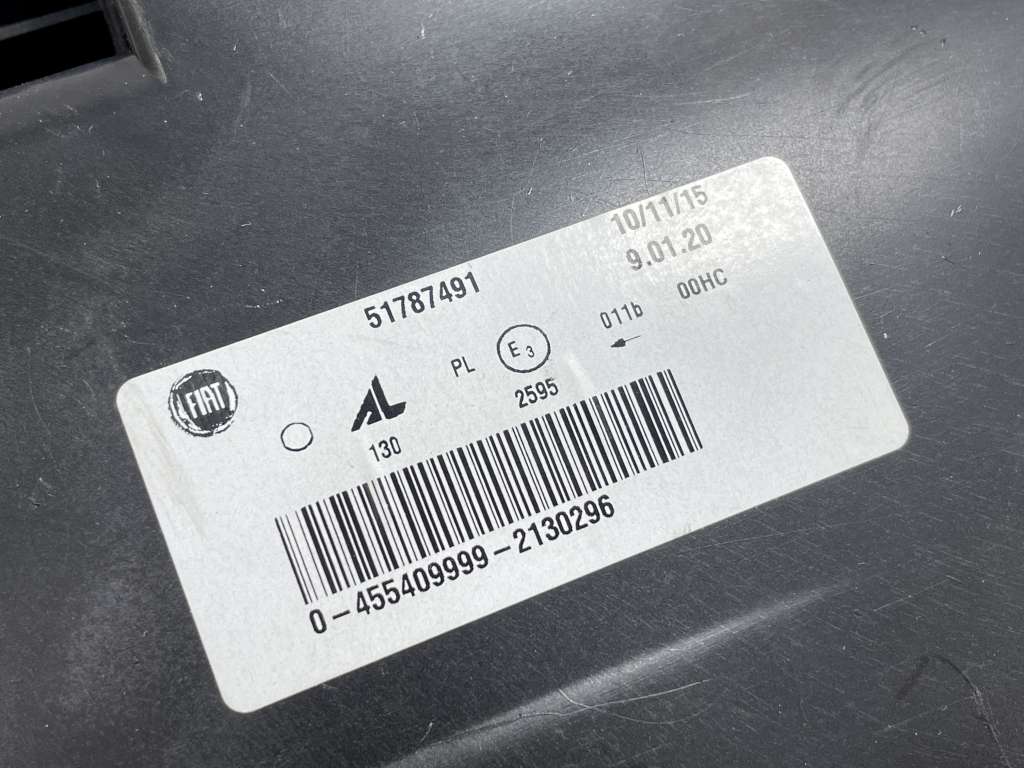 10/11/15
9.01.20
51787491
00HC
011b
PL
E3
FIAT
AL
2595
130
0-455409999-2130296